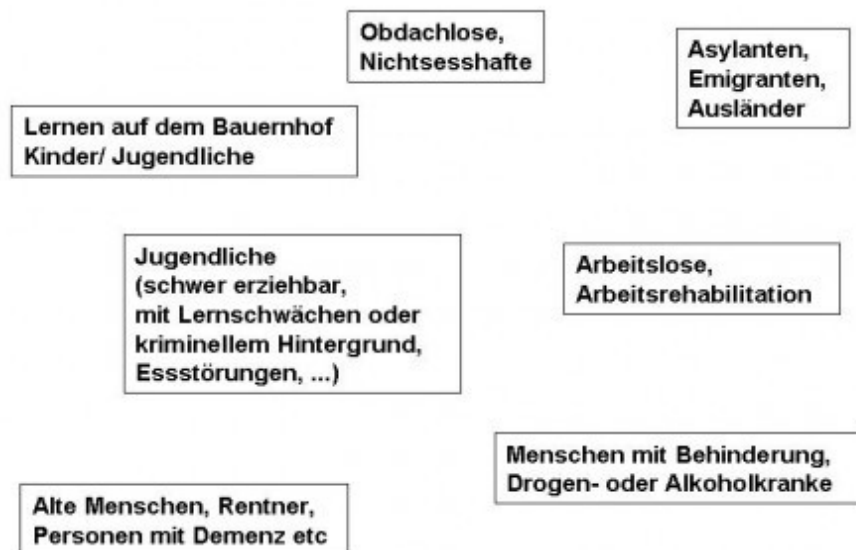 Obdachlose,
Nichtsesshafte
Asylanten,
Emigranten,
Ausländer
Lernen auf dem Bauernhof
Kinder/ Jugendliche
Jugendliche
(schwer erziehbar,
mit Lernschwächen oder
kriminellem Hintergrund,
Essstörungen, ...)
Arbeitslose,
Arbeitsrehabilitation
Menschen mit Behinderung,
Drogen- oder Alkoholkranke
Alte Menschen, Rentner,
Personen mit Demenz etc